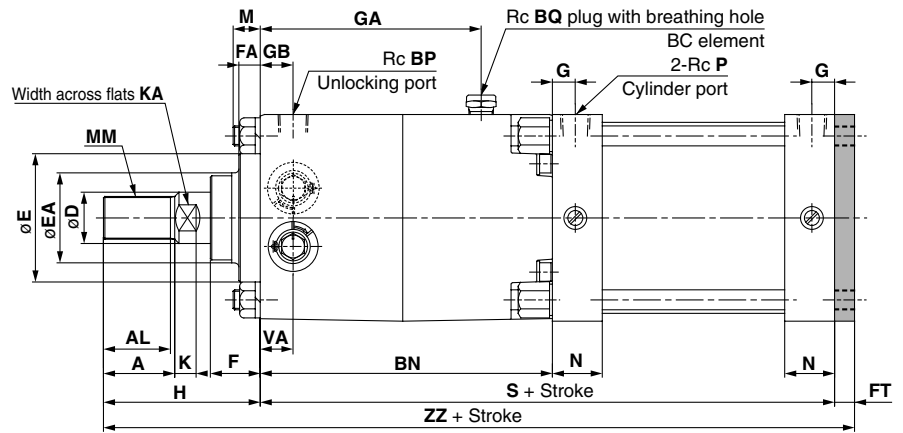 M
GA
Rc BQ plug with breathing hole
BC element
FA
GB
Rc BP
Unlocking port
G
2-Rc P
Cylinder port
G
Width across flats KA
MM
øE
øEA
øD
AL
VA
A
K
F
BN
N
N
H
S + Stroke
FT
ZZ + Stroke